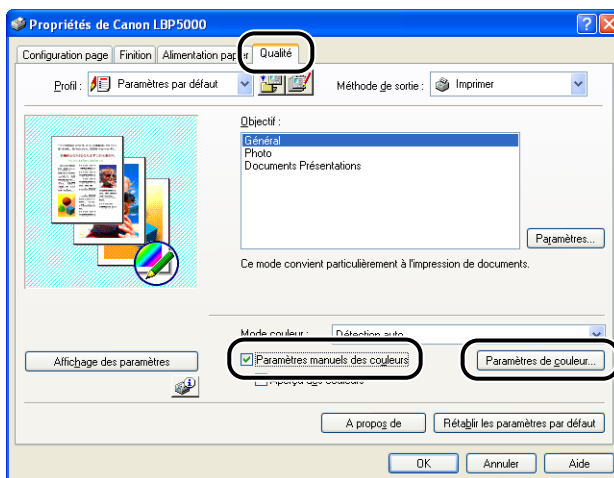 Propriétés de Canon LBP5000
Configuration page Finition Alimentation papier Qualité
Profil : Paramètres par défaut Méthode de sortie : Imprimer
Objectif :
Général
Photo
Documents Présentations
Paramètres...
Ce mode convient particulièrement à l'impression de documents.
Mode couleur : Détection auto
Affichage des paramètres Paramètres manuels des couleurs Paramètres de couleur...
Aperçu des couleurs
A propos de Rétablir les paramètres par défaut
OK Annuler Aide